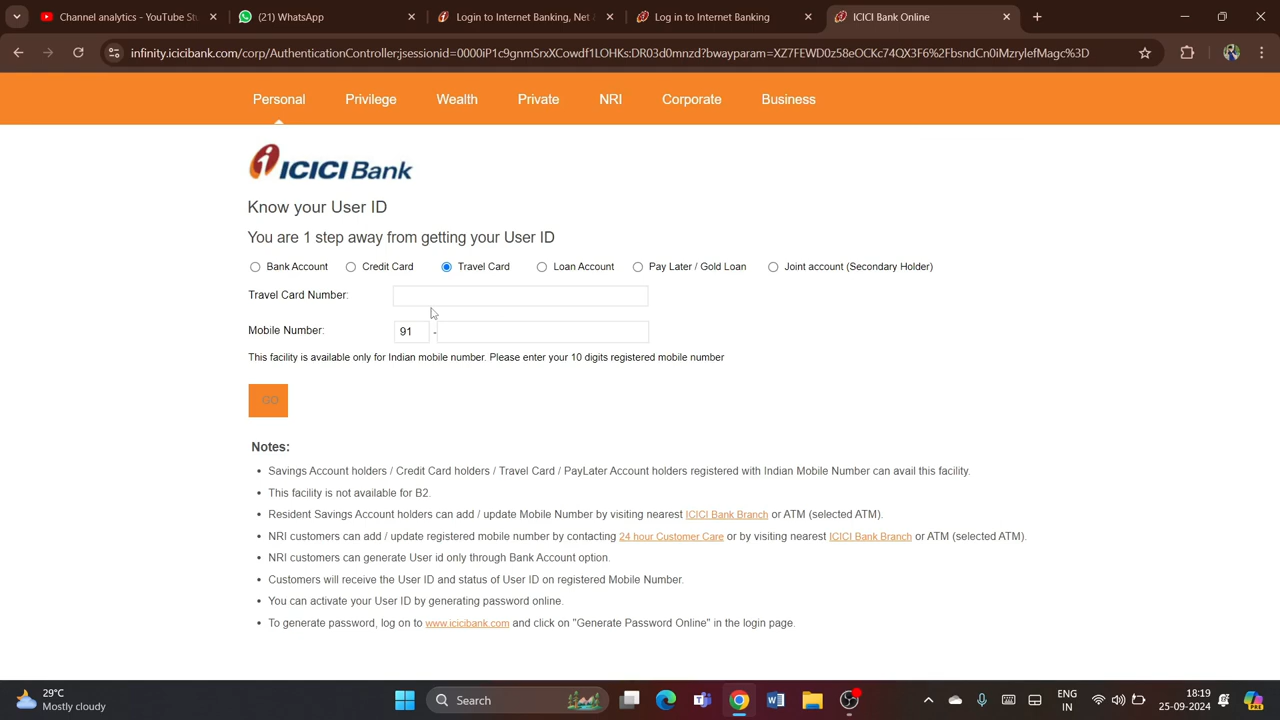 Channel analytics - YouTube St
(21) WhatsApp
Login to Internet Banking, Net
Log in to Internet Banking
ICICI Bank Online
infinity.icicibank.com/corp/AuthenticationController;jsessionid=0000iP1c9gnmSrxXCowdf1LOHKs:DR03d0mnzd?bwayparam=XZ7FEWD0z58eOCKc74QX3F6%2FbsndCn0iMzrylefMagc%3D
Personal Privilege Wealth Private NRI Corporate Business
ICICI Bank
Know your User ID
You are 1 step away from getting your User ID
Bank Account Credit Card Travel Card Loan Account Pay Later / Gold Loan Joint account (Secondary Holder)
Travel Card Number:
Mobile Number: 91 -
This facility is available only for Indian mobile number. Please enter your 10 digits registered mobile number
GO
Notes:
• Savings Account holders / Credit Card holders / Travel Card / PayLater Account holders registered with Indian Mobile Number can avail this facility.
• This facility is not available for B2.
• Resident Savings Account holders can add / update Mobile Number by visiting nearest ICICI Bank Branch or ATM (selected ATM).
• NRI customers can add / update registered mobile number by contacting 24 hour Customer Care or by visiting nearest ICICI Bank Branch or ATM (selected ATM).
• NRI customers can generate User id only through Bank Account option.
• Customers will receive the User ID and status of User ID on registered Mobile Number.
• You can activate your User ID by generating password online.
• To generate password, log on to www.icicibank.com and click on "Generate Password Online" in the login page.
29°C
Mostly cloudy
Search
ENG
IN
18:19
25-09-2024